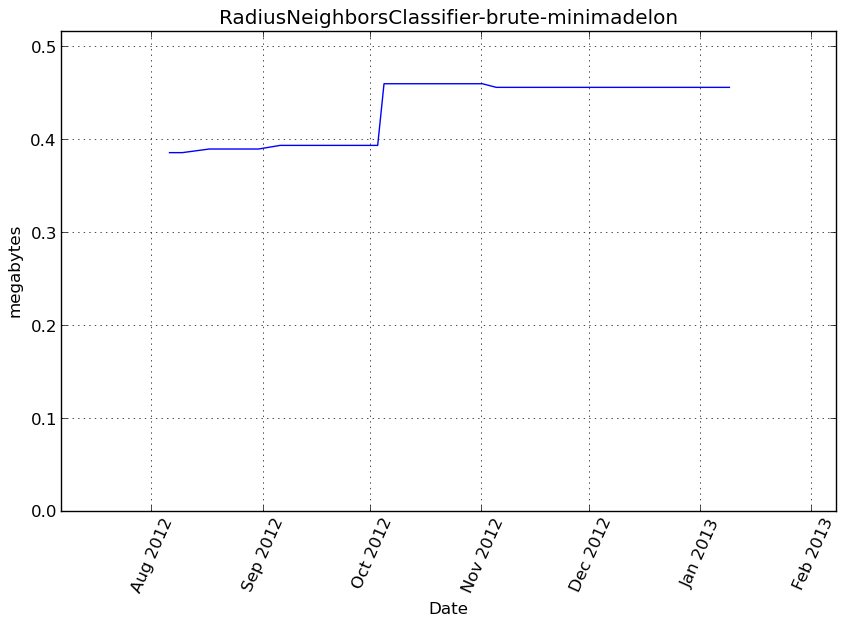 RadiusNeighborsClassifier-brute-minimadelon
0.5
0.4
0.3
0.2
0.1
0.0
megabytes
Aug 2012
Sep 2012
Oct 2012
Nov 2012
Dec 2012
Jan 2013
Feb 2013
Date